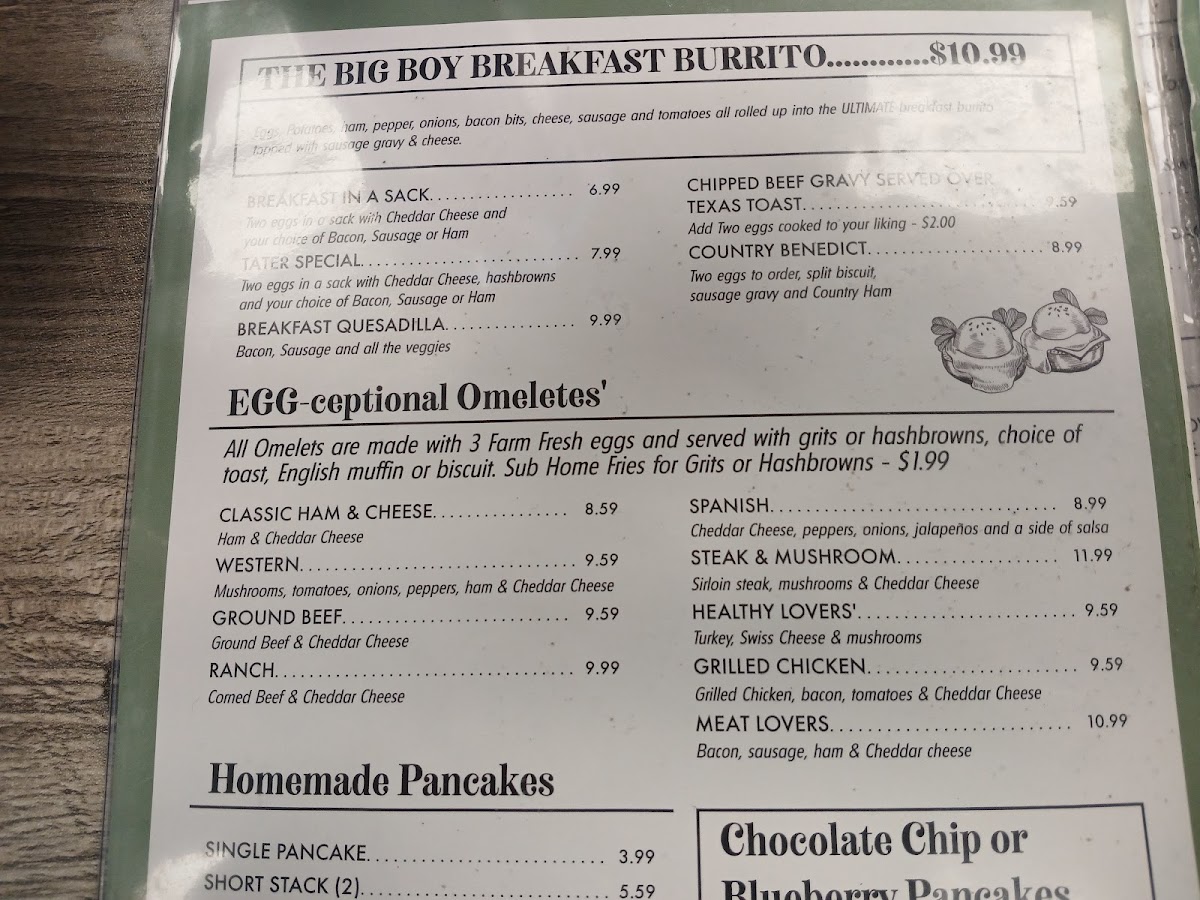 THE BIG BOY BREAKFAST BURRITO............$10.99
Eggs, Potatoes, ham, pepper, onions, bacon bits, cheese, sausage and tomatoes all rolled up into the ULTIMATE breakfast burrito
topped with sausage gravy & cheese.
BREAKFAST IN A SACK................. 6.99
Two eggs in a sack with Cheddar Cheese and
your choice of Bacon, Sausage or Ham
TATER SPECIAL.......................... 7.99
Two eggs in a sack with Cheddar Cheese, hashbrowns
and your choice of Bacon, Sausage or Ham
BREAKFAST QUESADILLA................ 9.99
Bacon, Sausage and all the veggies
CHIPPED BEEF GRAVY SERVED OVER
TEXAS TOAST............................. 9.59
Add Two eggs cooked to your liking - $2.00
COUNTRY BENEDICT..................... 8.99
Two eggs to order, split biscuit,
sausage gravy and Country Ham
EGG-ceptional Omeletes'
All Omelets are made with 3 Farm Fresh eggs and served with grits or hashbrowns, choice of
toast, English muffin or biscuit. Sub Home Fries for Grits or Hashbrowns - $1.99
CLASSIC HAM & CHEESE................ 8.59
Ham & Cheddar Cheese
WESTERN................................ 9.59
Mushrooms, tomatoes, onions, peppers, ham & Cheddar Cheese
GROUND BEEF........................... 9.59
Ground Beef & Cheddar Cheese
RANCH................................... 9.99
Corned Beef & Cheddar Cheese
SPANISH.................................. 8.99
Cheddar Cheese, peppers, onions, jalapeños and a side of salsa
STEAK & MUSHROOM................... 11.99
Sirloin steak, mushrooms & Cheddar Cheese
HEALTHY LOVERS'......................... 9.59
Turkey, Swiss Cheese & mushrooms
GRILLED CHICKEN......................... 9.59
Grilled Chicken, bacon, tomatoes & Cheddar Cheese
MEAT LOVERS............................ 10.99
Bacon, sausage, ham & Cheddar cheese
Homemade Pancakes
SINGLE PANCAKE........................... 3.99
SHORT STACK (2)........................... 5.59
Chocolate Chip or
Blueberry Pancakes